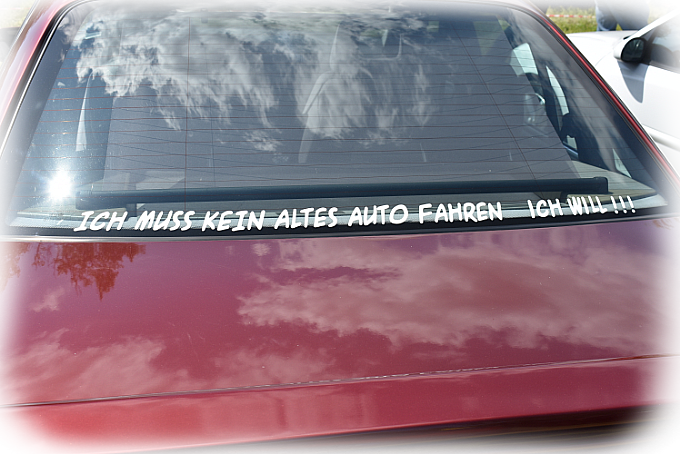 ICH MUSS KEIN ALTES AUTO FAHREN ICH WILL!!!